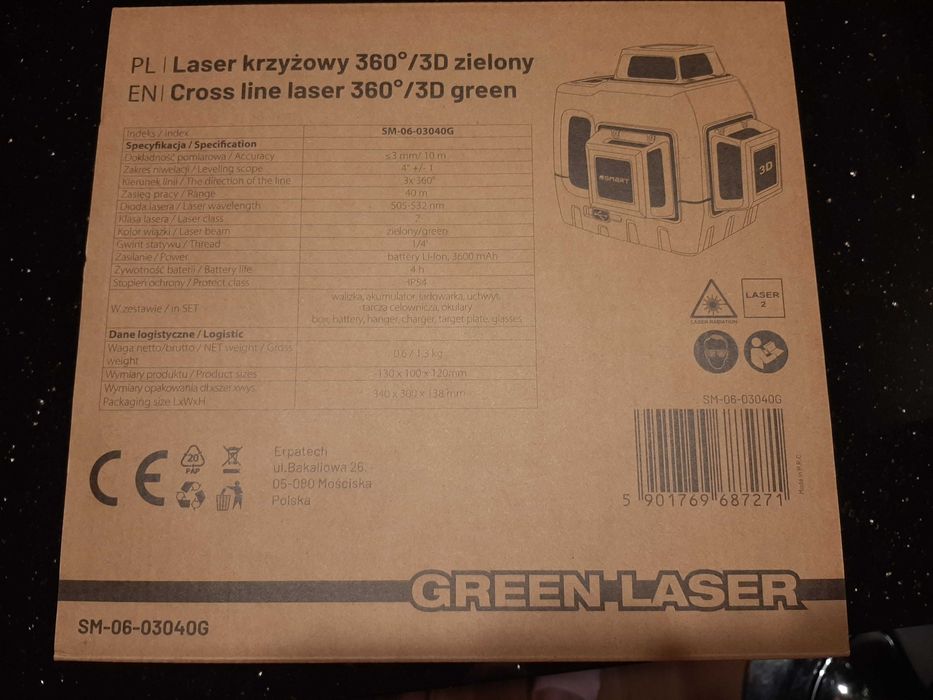 PL | Laser krzyżowy 360°/3D zielony
EN | Cross line laser 360°/3D green
Indeks / index SM-06-03040G
Specyfikacja / Specification
Dokładność pomiarowa / Accuracy ≤3 mm/ 10 m
Zakres niwelacji / Leveling scope 4° +/- 1
Kierunek linii / The direction of the line 3x 360°
Zasięg pracy / Range 40 m
Dioda lasera / Laser wavelength 505-532 nm
Klasa lasera / Laser class 2
Kolor wiązki / Laser beam zielony/green
Gwint statywu / Thread 1/4'
Zasilanie / Power battery Li-Ion, 3600 mAh
Żywotność baterii / Battery life 4 h
Stopień ochrony / Protect class IP54
W zestawie / in SET walizka, akumulator, ładowarka, uchwyt,
tarcza celownicza, okulary
box, battery, hanger charger, target plate, glasses
Dane logistyczne / Logistic
Waga netto/brutto / NET weight / Gross
weight 0.6 / 1,3 kg
Wymiary produktu / Product sizes 130 x 100 x 120mm
Wymiary opakowania dłxszer.xwys.
Packaging size LxWxH 340 x 300 x 138 mm
SMART
3D
LASER RADIATION
LASER
2
SM-06-03040G
5 901769 687271
Made in P.R.C.
CE
20
PAP
Erpatech
ul.Bakaliowa 26
05-080 Mościska
Polska
GREEN LASER
SM-06-03040G